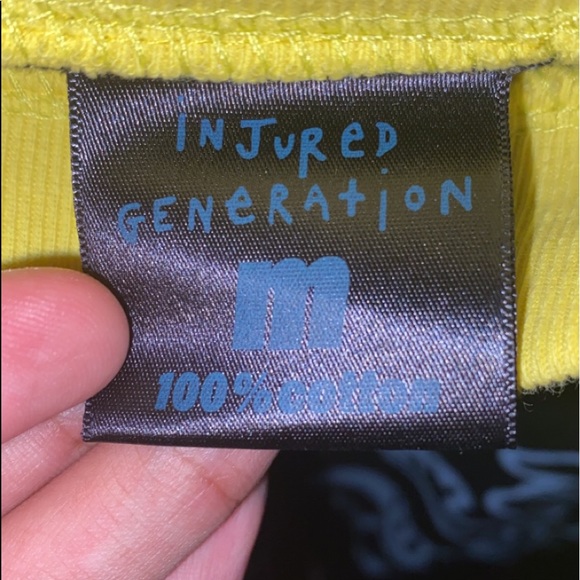 iNJUReD
GeNeRAtiON
m
100% cotton